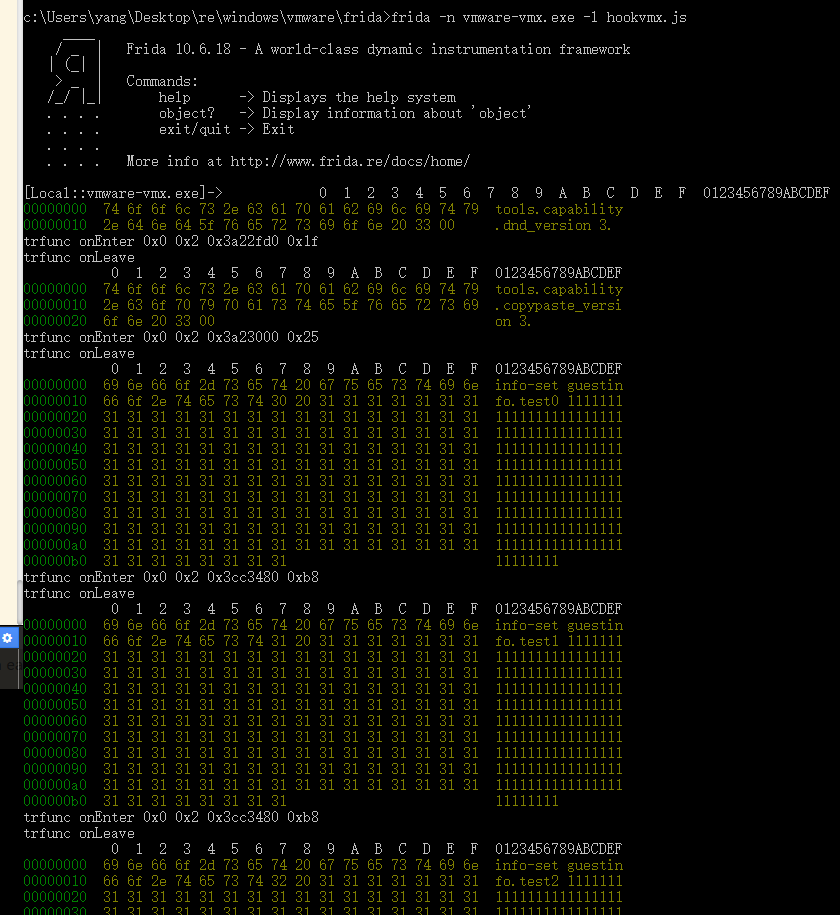 c:\Users\yang\Desktop\re\windows\vmware\frida>frida -n vmware-vmx.exe -l hookvmx.js
     ____
    / _  |   Frida 10.6.18 - A world-class dynamic instrumentation framework
   | (_| |
    > _  |   Commands:
   /_/ |_|       help      -> Displays the help system
   . . . .       object?   -> Display information about 'object'
   . . . .       exit/quit -> Exit
   . . . .
   . . . .   More info at http://www.frida.re/docs/home/
[Local::vmware-vmx.exe]->            0  1  2  3  4  5  6  7  8  9  A  B  C  D  E  F  0123456789ABCDEF
00000000  74 6f 6f 6c 73 2e 63 61 70 61 62 69 6c 69 74 79  tools.capability
00000010  2e 64 6e 64 5f 76 65 72 73 69 6f 6e 20 33 00     .dnd_version 3.
trfunc onEnter 0x0 0x2 0x3a22fd0 0x1f
trfunc onLeave
           0  1  2  3  4  5  6  7  8  9  A  B  C  D  E  F  0123456789ABCDEF
00000000  74 6f 6f 6c 73 2e 63 61 70 61 62 69 6c 69 74 79  tools.capability
00000010  2e 63 6f 70 79 70 61 73 74 65 5f 76 65 72 73 69  .copypaste_versi
00000020  6f 6e 20 33 00                                   on 3.
trfunc onEnter 0x0 0x2 0x3a23000 0x25
trfunc onLeave
           0  1  2  3  4  5  6  7  8  9  A  B  C  D  E  F  0123456789ABCDEF
00000000  69 6e 66 6f 2d 73 65 74 20 67 75 65 73 74 69 6e  info-set guestin
00000010  66 6f 2e 74 65 73 74 30 20 31 31 31 31 31 31 31  fo.test0 1111111
00000020  31 31 31 31 31 31 31 31 31 31 31 31 31 31 31 31  1111111111111111
00000030  31 31 31 31 31 31 31 31 31 31 31 31 31 31 31 31  1111111111111111
00000040  31 31 31 31 31 31 31 31 31 31 31 31 31 31 31 31  1111111111111111
00000050  31 31 31 31 31 31 31 31 31 31 31 31 31 31 31 31  1111111111111111
00000060  31 31 31 31 31 31 31 31 31 31 31 31 31 31 31 31  1111111111111111
00000070  31 31 31 31 31 31 31 31 31 31 31 31 31 31 31 31  1111111111111111
00000080  31 31 31 31 31 31 31 31 31 31 31 31 31 31 31 31  1111111111111111
00000090  31 31 31 31 31 31 31 31 31 31 31 31 31 31 31 31  1111111111111111
000000a0  31 31 31 31 31 31 31 31 31 31 31 31 31 31 31 31  1111111111111111
000000b0  31 31 31 31 31 31 31 31                          11111111
trfunc onEnter 0x0 0x2 0x3cc3480 0xb8
trfunc onLeave
           0  1  2  3  4  5  6  7  8  9  A  B  C  D  E  F  0123456789ABCDEF
00000000  69 6e 66 6f 2d 73 65 74 20 67 75 65 73 74 69 6e  info-set guestin
00000010  66 6f 2e 74 65 73 74 31 20 31 31 31 31 31 31 31  fo.test1 1111111
00000020  31 31 31 31 31 31 31 31 31 31 31 31 31 31 31 31  1111111111111111
00000030  31 31 31 31 31 31 31 31 31 31 31 31 31 31 31 31  1111111111111111
00000040  31 31 31 31 31 31 31 31 31 31 31 31 31 31 31 31  1111111111111111
00000050  31 31 31 31 31 31 31 31 31 31 31 31 31 31 31 31  1111111111111111
00000060  31 31 31 31 31 31 31 31 31 31 31 31 31 31 31 31  1111111111111111
00000070  31 31 31 31 31 31 31 31 31 31 31 31 31 31 31 31  1111111111111111
00000080  31 31 31 31 31 31 31 31 31 31 31 31 31 31 31 31  1111111111111111
00000090  31 31 31 31 31 31 31 31 31 31 31 31 31 31 31 31  1111111111111111
000000a0  31 31 31 31 31 31 31 31 31 31 31 31 31 31 31 31  1111111111111111
000000b0  31 31 31 31 31 31 31 31                          11111111
trfunc onEnter 0x0 0x2 0x3cc3480 0xb8
trfunc onLeave
           0  1  2  3  4  5  6  7  8  9  A  B  C  D  E  F  0123456789ABCDEF
00000000  69 6e 66 6f 2d 73 65 74 20 67 75 65 73 74 69 6e  info-set guestin
00000010  66 6f 2e 74 65 73 74 32 20 31 31 31 31 31 31 31  fo.test2 1111111
00000020  31 31 31 31 31 31 31 31 31 31 31 31 31 31 31 31  1111111111111111
00000030  31 31 31 31 31 31 31 31 31 31 31 31 31 31 31 31  1111111111111111